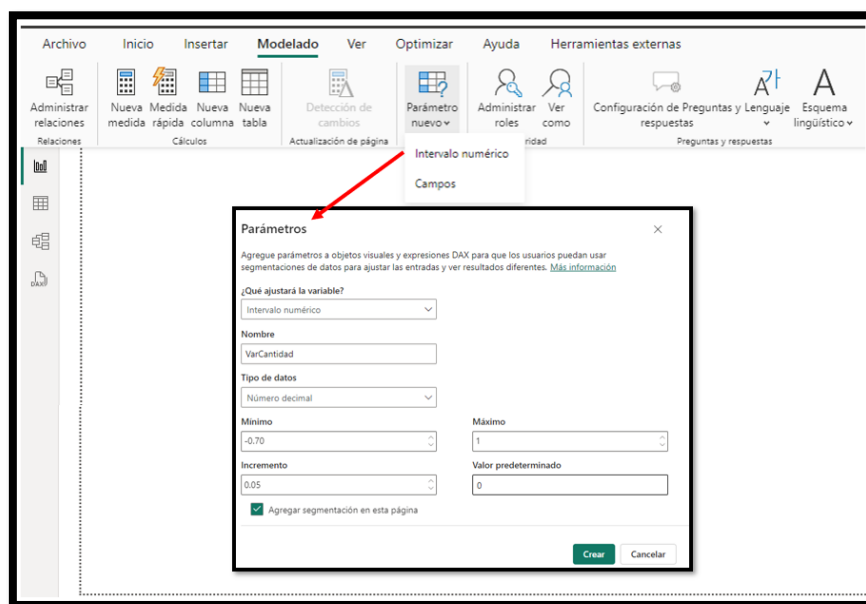 Archivo Inicio Insertar Modelado Ver Optimizar Ayuda Herramientas externas
Administrar relaciones
Nueva medida
Medida rápida
Nueva columna
Nueva tabla
Detección de cambios
Parámetro nuevo
Administrar roles
Ver como
Configuración de Preguntas y respuestas
Lenguaje
Esquema lingüístico
Relaciones Cálculos Actualización de página ridad Preguntas y respuestas
Intervalo numérico
Campos
DAX
Parámetros
Agregue parámetros a objetos visuales y expresiones DAX para que los usuarios puedan usar
segmentaciones de datos para ajustar las entradas y ver resultados diferentes. Más información
¿Qué ajustará la variable?
Intervalo numérico
Nombre
VarCantidad
Tipo de datos
Número decimal
Mínimo Máximo
-0.70 1
Incremento Valor predeterminado
0.05 0
Agregar segmentación en esta página
Crear Cancelar